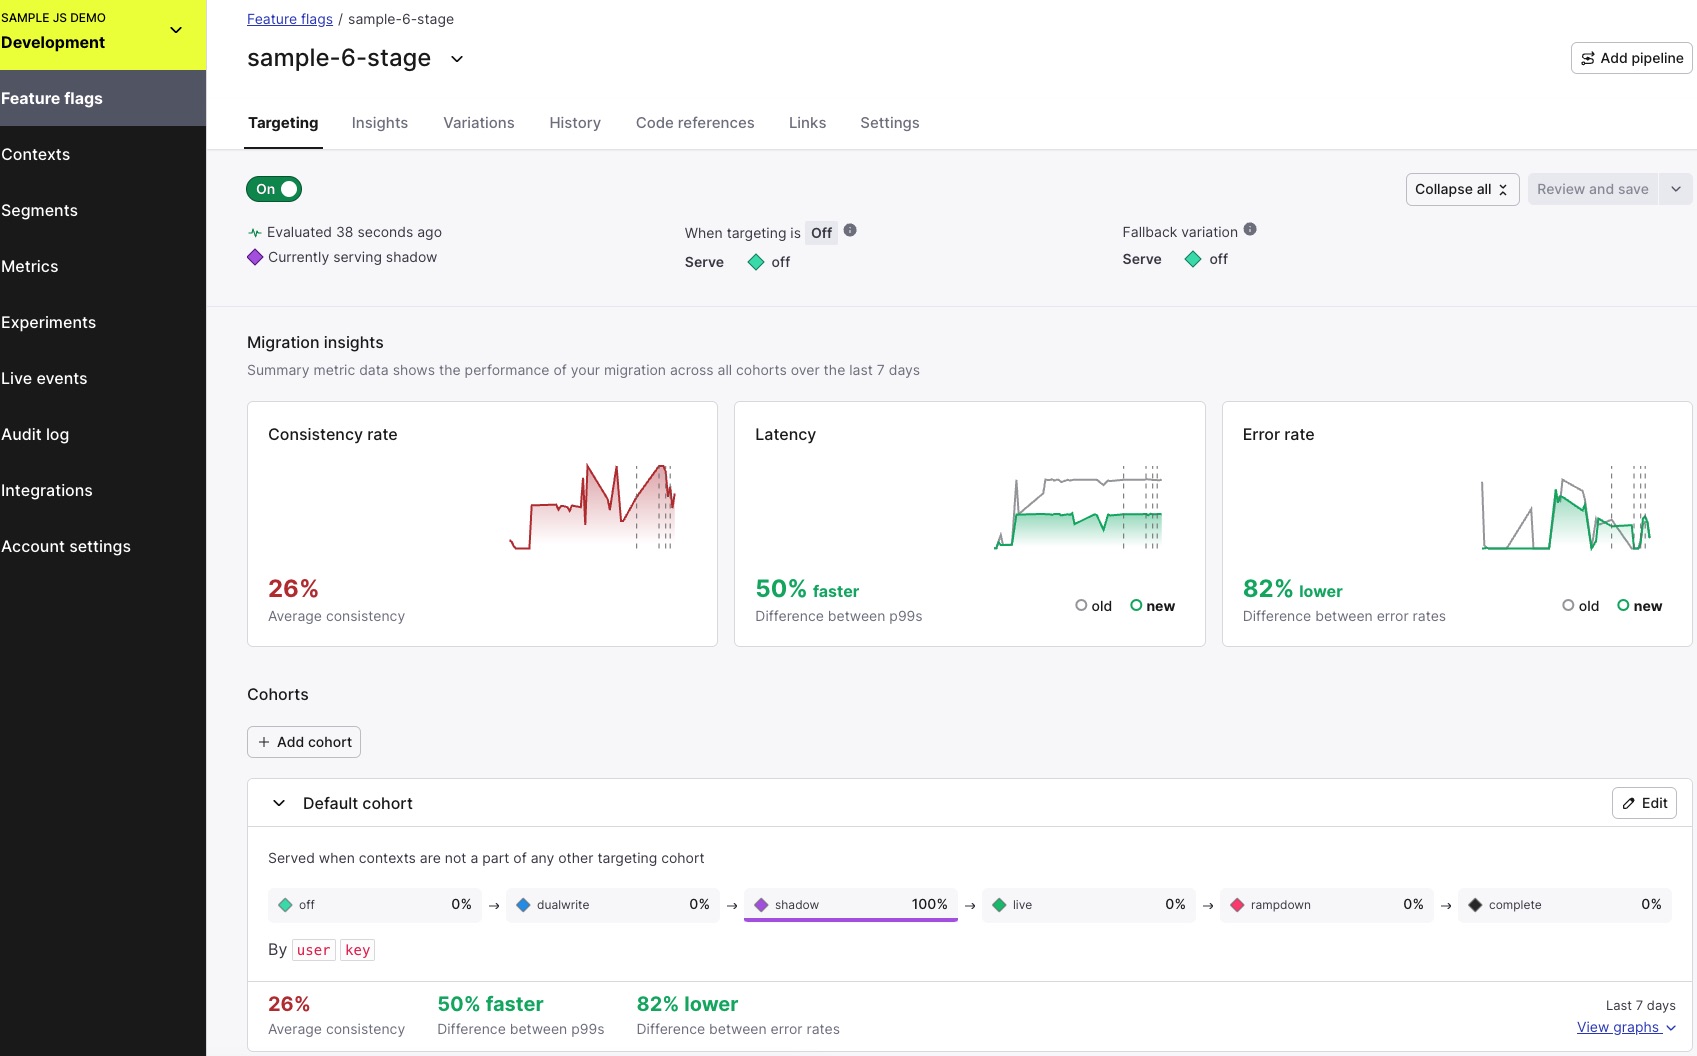 SAMPLE JS DEMO
Development
Feature flags
Contexts
Segments
Metrics
Experiments
Live events
Audit log
Integrations
Account settings
Feature flags / sample-6-stage
sample-6-stage
Add pipeline
Targeting Insights Variations History Code references Links Settings
On
Collapse all
Review and save
Evaluated 38 seconds ago
Currently serving shadow
When targeting is Off
Serve off
Fallback variation
Serve off
Migration insights
Summary metric data shows the performance of your migration across all cohorts over the last 7 days
Consistency rate
26%
Average consistency
Latency
50% faster
Difference between p99s
old new
Error rate
82% lower
Difference between error rates
old new
Cohorts
+ Add cohort
Default cohort
Edit
Served when contexts are not a part of any other targeting cohort
off 0% → dualwrite 0% → shadow 100% → live 0% → rampdown 0% → complete 0%
By user key
26%
Average consistency
50% faster
Difference between p99s
82% lower
Difference between error rates
Last 7 days
View graphs